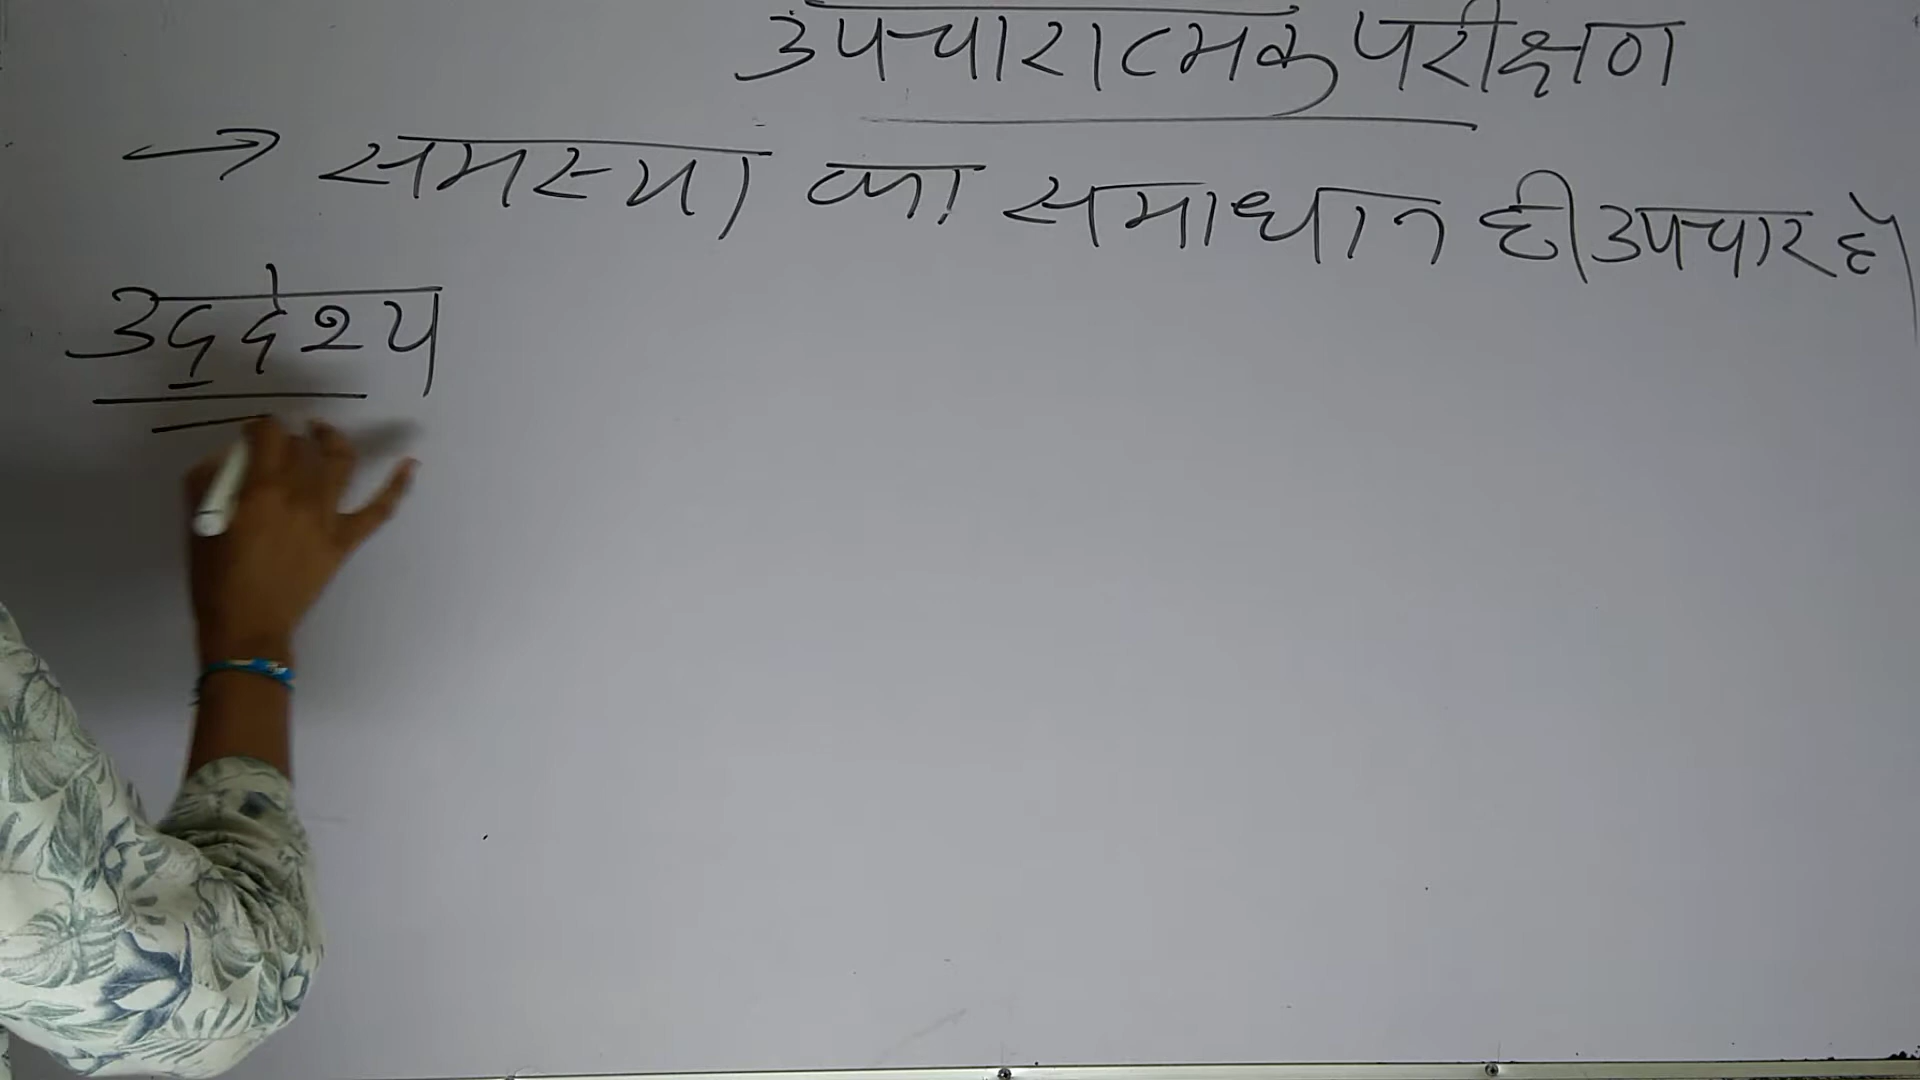 उपचारात्मक परीक्षण
→ समस्या का समाधान ही उपचार है
उद्देश्य